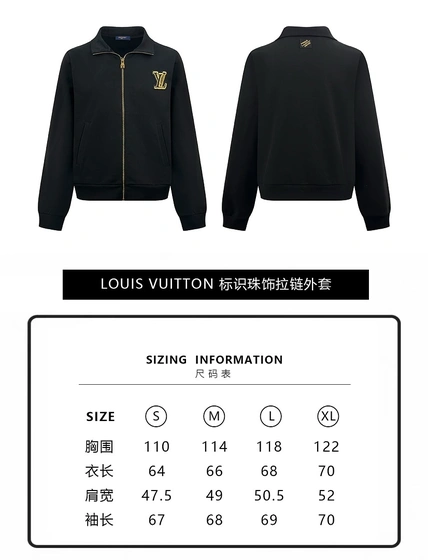 LV
LOUIS VUITTON 标识珠饰拉链外套
SIZING INFORMATION
尺码表
SIZE S M L XL
胸围 110 114 118 122
衣长 64 66 68 70
肩宽 47.5 49 50.5 52
袖长 67 68 69 70